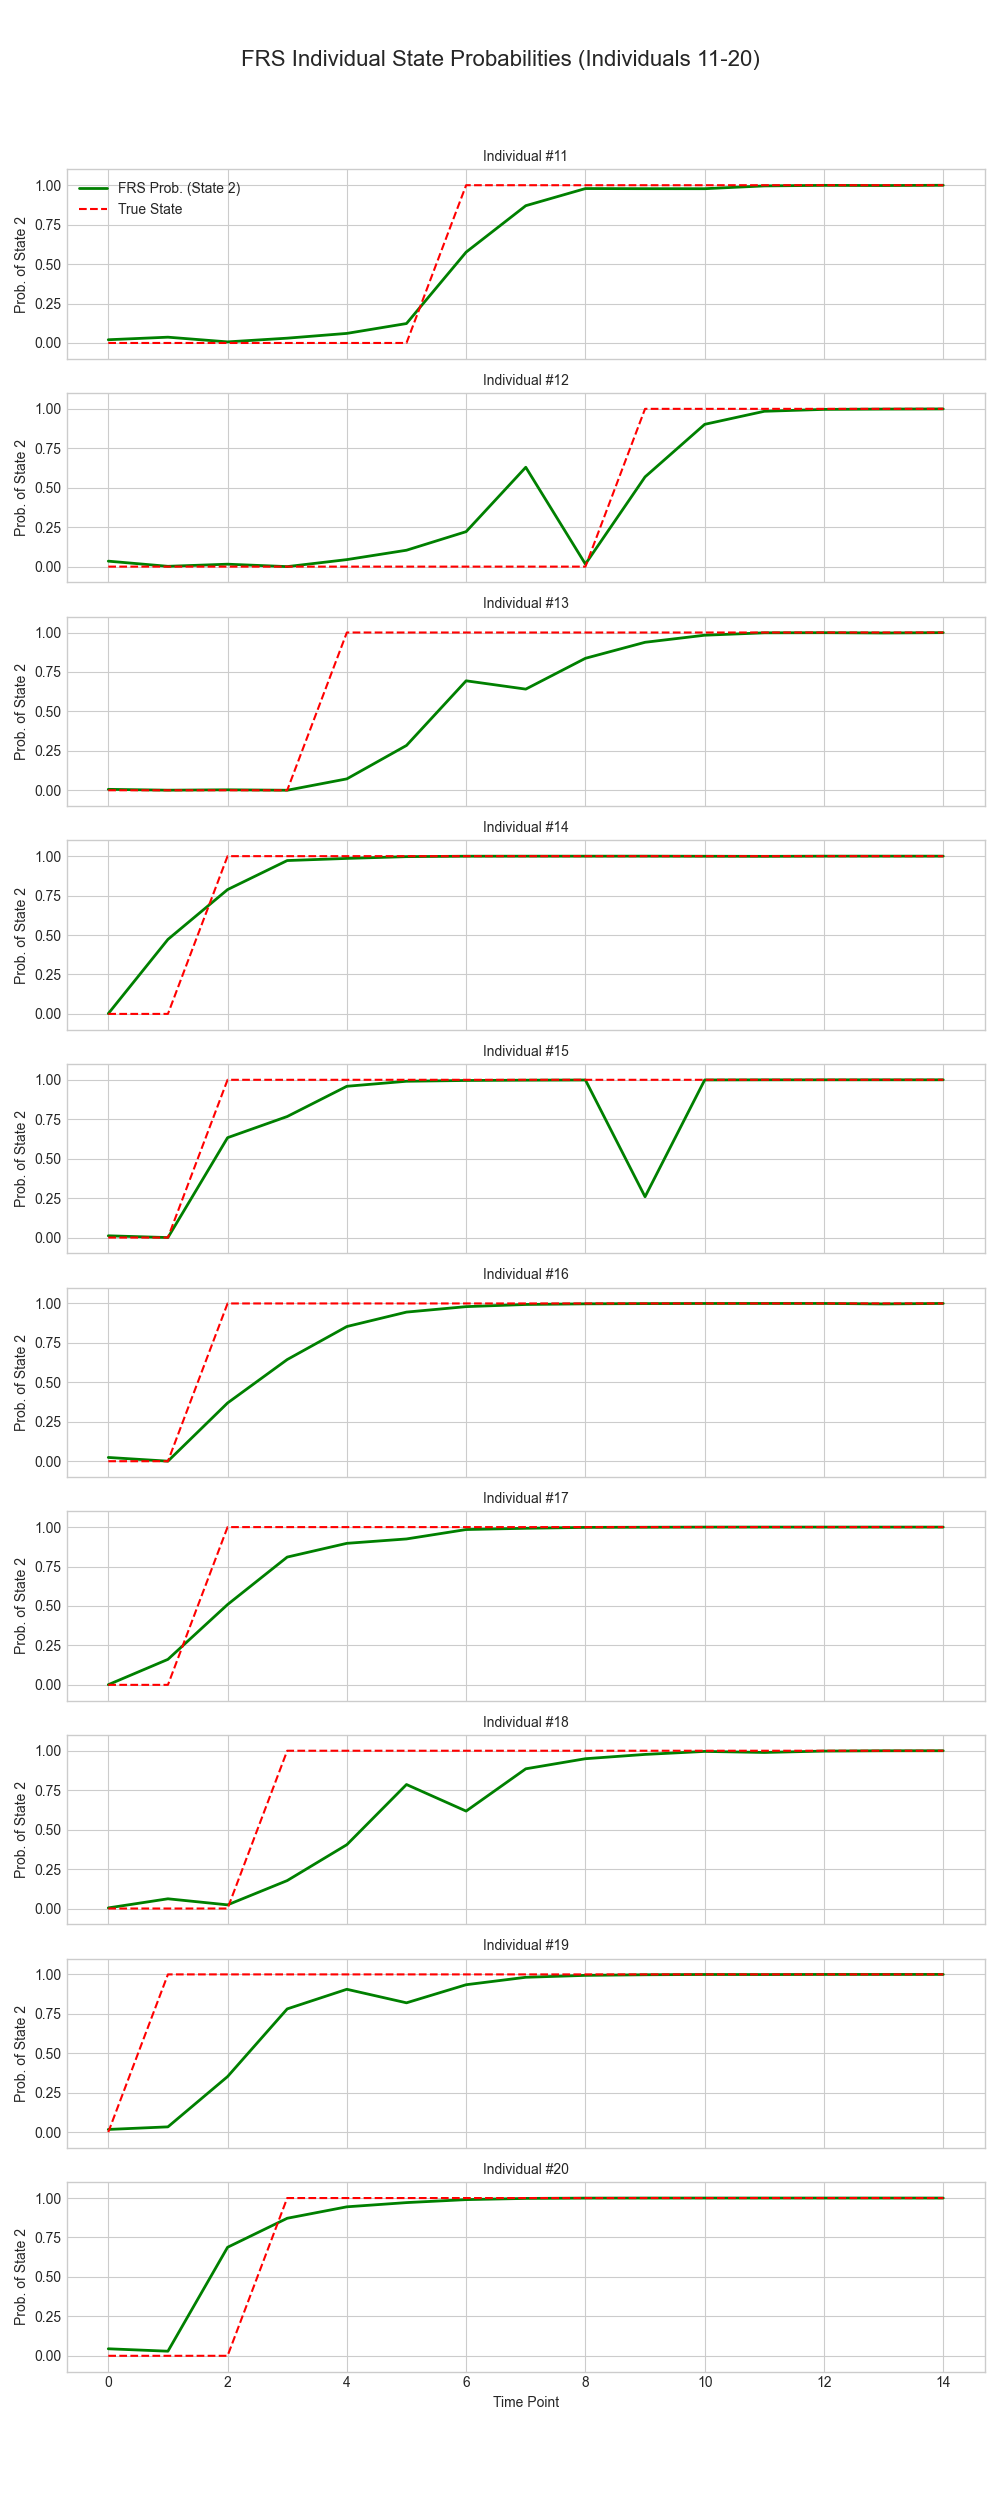 FRS Individual State Probabilities (Individuals 11-20)
Individual #11
Prob. of State 2
1.00
0.75
0.50
0.25
0.00
FRS Prob. (State 2)
True State
Individual #12
Prob. of State 2
1.00
0.75
0.50
0.25
0.00
Individual #13
Prob. of State 2
1.00
0.75
0.50
0.25
0.00
Individual #14
Prob. of State 2
1.00
0.75
0.50
0.25
0.00
Individual #15
Prob. of State 2
1.00
0.75
0.50
0.25
0.00
Individual #16
Prob. of State 2
1.00
0.75
0.50
0.25
0.00
Individual #17
Prob. of State 2
1.00
0.75
0.50
0.25
0.00
Individual #18
Prob. of State 2
1.00
0.75
0.50
0.25
0.00
Individual #19
Prob. of State 2
1.00
0.75
0.50
0.25
0.00
Individual #20
Prob. of State 2
1.00
0.75
0.50
0.25
0.00
0 2 4 6 8 10 12 14
Time Point